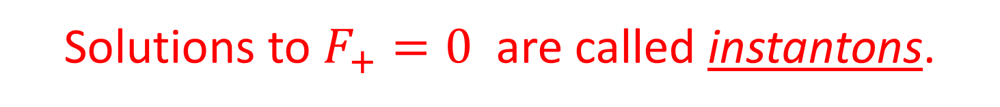 Solutions to F₊ = 0 are called instantons.